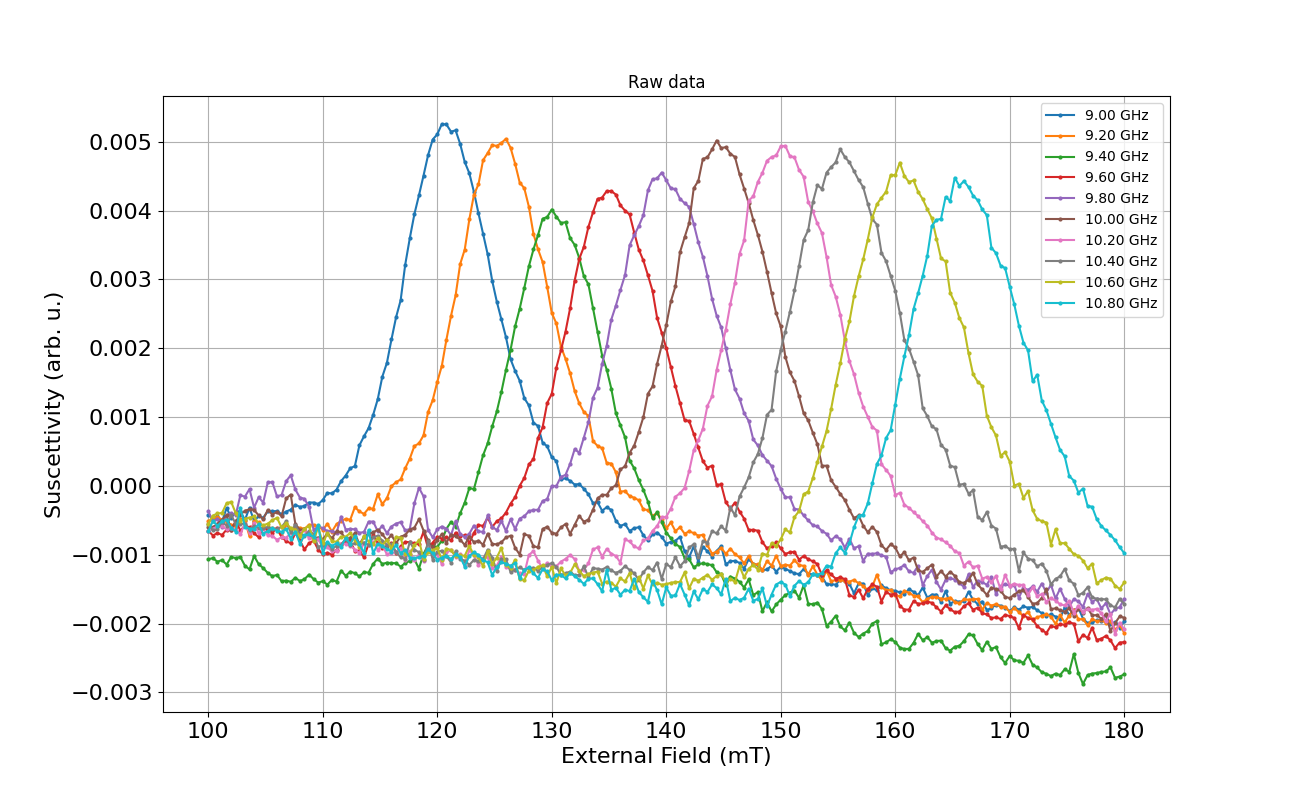 Raw data
Suscettivity (arb. u.)
0.005
0.004
0.003
0.002
0.001
0.000
−0.001
−0.002
−0.003
9.00 GHz
9.20 GHz
9.40 GHz
9.60 GHz
9.80 GHz
10.00 GHz
10.20 GHz
10.40 GHz
10.60 GHz
10.80 GHz
100 110 120 130 140 150 160 170 180
External Field (mT)